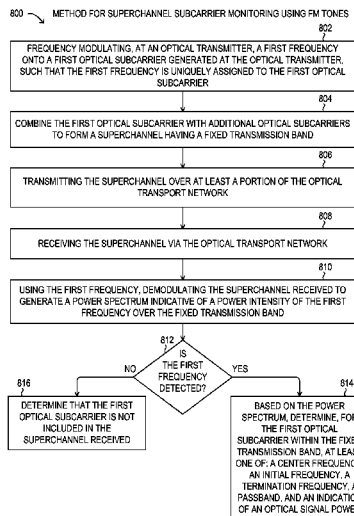 800 METHOD FOR SUPERCHANNEL SUBCARRIER MONITORING USING FM TONES
802
FREQUENCY MODULATING, AT AN OPTICAL TRANSMITTER, A FIRST FREQUENCY
ONTO A FIRST OPTICAL SUBCARRIER GENERATED AT THE OPTICAL TRANSMITTER,
SUCH THAT THE FIRST FREQUENCY IS UNIQUELY ASSIGNED TO THE FIRST OPTICAL
SUBCARRIER
804
COMBINE THE FIRST OPTICAL SUBCARRIER WITH ADDITIONAL OPTICAL SUBCARRIERS
TO FORM A SUPERCHANNEL HAVING A FIXED TRANSMISSION BAND
806
TRANSMITTING THE SUPERCHANNEL OVER AT LEAST A PORTION OF THE OPTICAL
TRANSPORT NETWORK
808
RECEIVING THE SUPERCHANNEL VIA THE OPTICAL TRANSPORT NETWORK
810
USING THE FIRST FREQUENCY, DEMODULATING THE SUPERCHANNEL RECEIVED TO
GENERATE A POWER SPECTRUM INDICATIVE OF A POWER INTENSITY OF THE FIRST
FREQUENCY OVER THE FIXED TRANSMISSION BAND
812
IS
THE FIRST
FREQUENCY
DETECTED?
NO
YES
816
DETERMINE THAT THE FIRST
OPTICAL SUBCARRIER IS NOT
INCLUDED IN THE
SUPERCHANNEL RECEIVED
814
BASED ON THE POWER
SPECTRUM, DETERMINE, FOR
THE FIRST OPTICAL
SUBCARRIER WITHIN THE FIXE
TRANSMISSION BAND, AT LEAS
ONE OF: A CENTER FREQUENC
AN INITIAL FREQUENCY, A
TERMINATION FREQUENCY, A
PASSBAND, AND AN INDICATIO
OF AN OPTICAL SIGNAL POWE